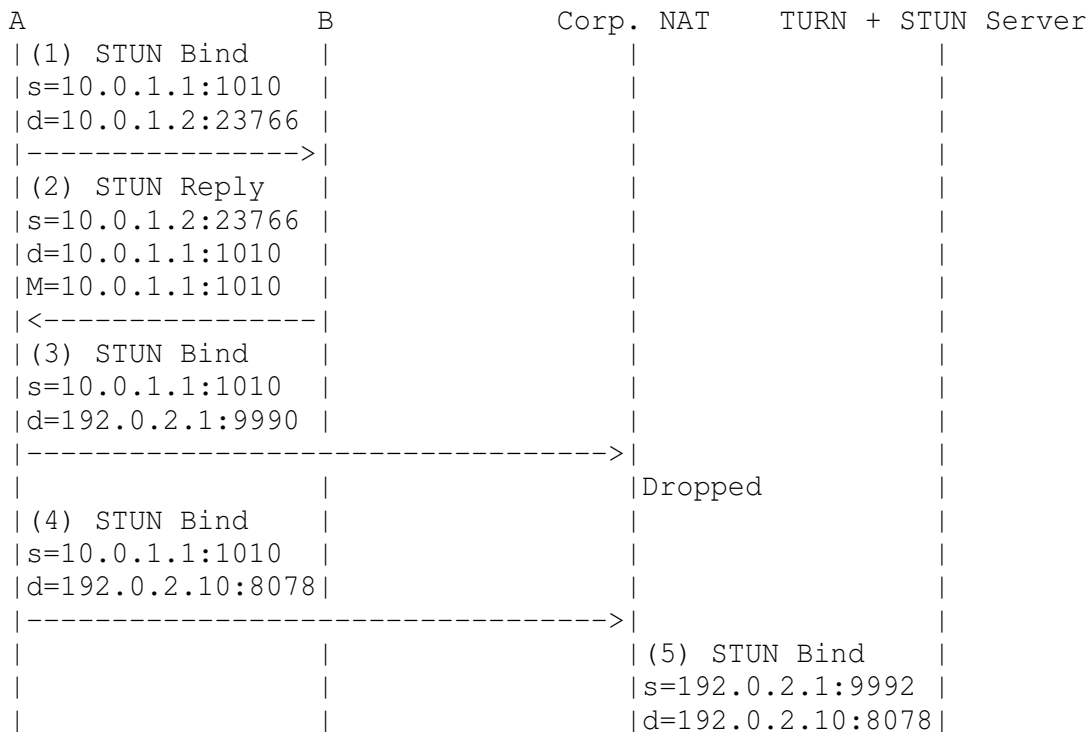 A                 B             Corp. NAT    TURN + STUN Server
|(1) STUN Bind    |                 |                 |
|s=10.0.1.1:1010  |                 |                 |
|d=10.0.1.2:23766 |                 |                 |
|---------------->|                 |                 |
|(2) STUN Reply   |                 |                 |
|s=10.0.1.2:23766 |                 |                 |
|d=10.0.1.1:1010  |                 |                 |
|M=10.0.1.1:1010  |                 |                 |
|<----------------|                 |                 |
|(3) STUN Bind    |                 |                 |
|s=10.0.1.1:1010  |                 |                 |
|d=192.0.2.1:9990 |                 |                 |
|---------------------------------->|                 |
|                 |                 |Dropped          |
|(4) STUN Bind    |                 |                 |
|s=10.0.1.1:1010  |                 |                 |
|d=192.0.2.10:8078|                 |                 |
|---------------------------------->|                 |
|                 |                 |(5) STUN Bind    |
|                 |                 |s=192.0.2.1:9992 |
|                 |                 |d=192.0.2.10:8078|